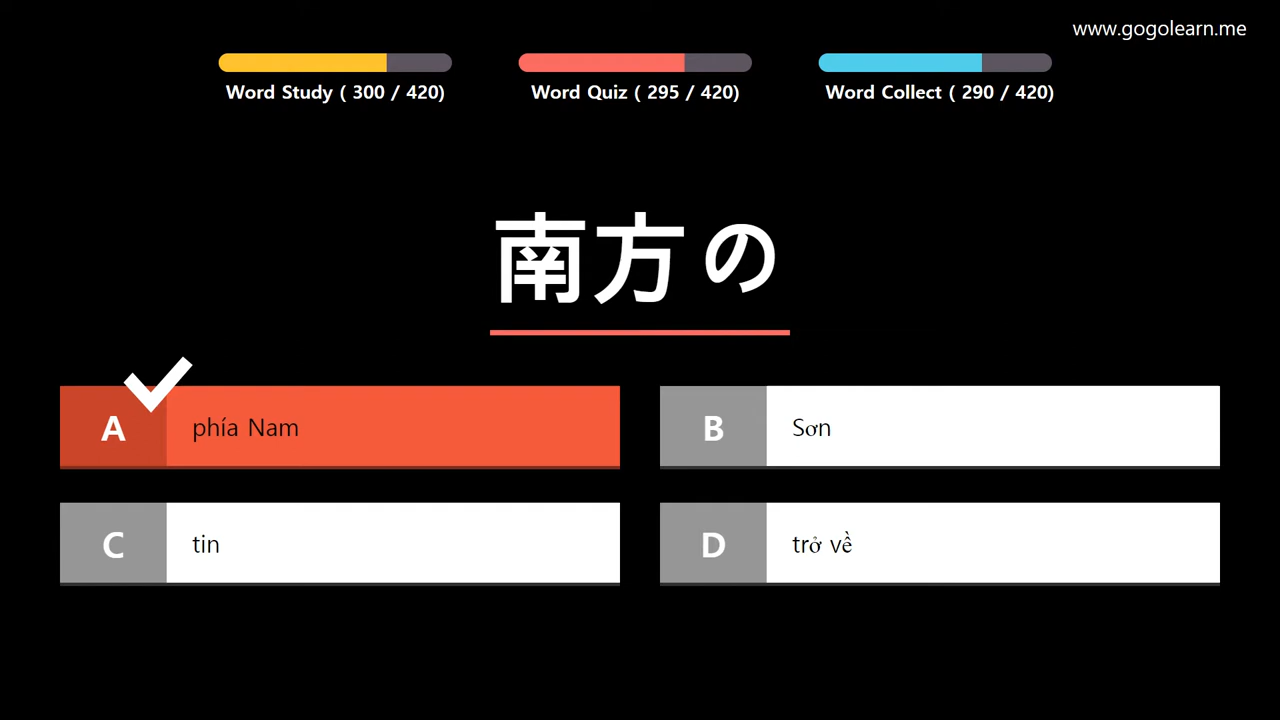 www.gogolearn.me
Word Study ( 300 / 420)
Word Quiz ( 295 / 420)
Word Collect ( 290 / 420)
南方の
A phía Nam
B Sơn
C tin
D trở về